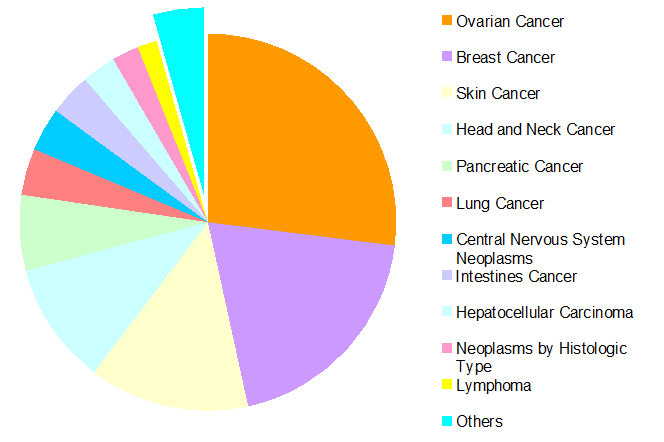 Ovarian Cancer
Breast Cancer
Skin Cancer
Head and Neck Cancer
Pancreatic Cancer
Lung Cancer
Central Nervous System
Neoplasms
Intestines Cancer
Hepatocellular Carcinoma
Neoplasms by Histologic
Type
Lymphoma
Others